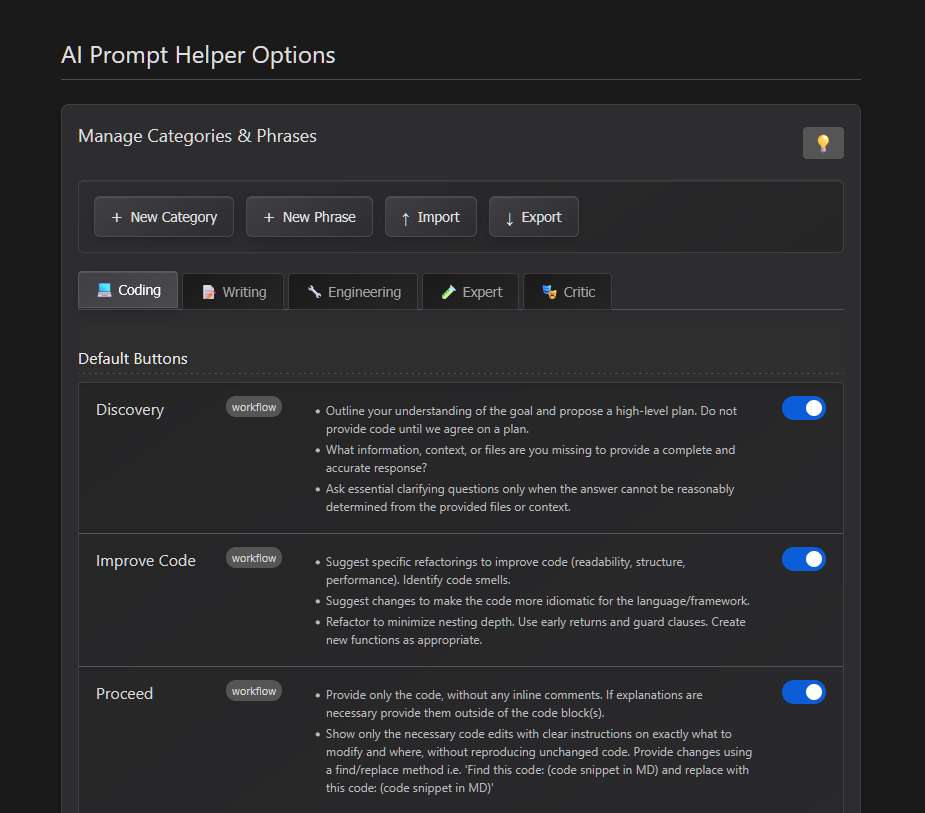 AI Prompt Helper Options
Manage Categories & Phrases
+ New Category
+ New Phrase
↑ Import
↓ Export
Coding
Writing
Engineering
Expert
Critic
Default Buttons
Discovery
workflow
• Outline your understanding of the goal and propose a high-level plan. Do not
provide code until we agree on a plan.
• What information, context, or files are you missing to provide a complete and
accurate response?
• Ask essential clarifying questions only when the answer cannot be reasonably
determined from the provided files or context.
Improve Code
workflow
• Suggest specific refactorings to improve code (readability, structure,
performance). Identify code smells.
• Suggest changes to make the code more idiomatic for the language/framework.
• Refactor to minimize nesting depth. Use early returns and guard clauses. Create
new functions as appropriate.
Proceed
workflow
• Provide only the code, without any inline comments. If explanations are
necessary provide them outside of the code block(s).
• Show only the necessary code edits with clear instructions on exactly what to
modify and where, without reproducing unchanged code. Provide changes using
a find/replace method i.e. 'Find this code: (code snippet in MD) and replace with
this code: (code snippet in MD)'